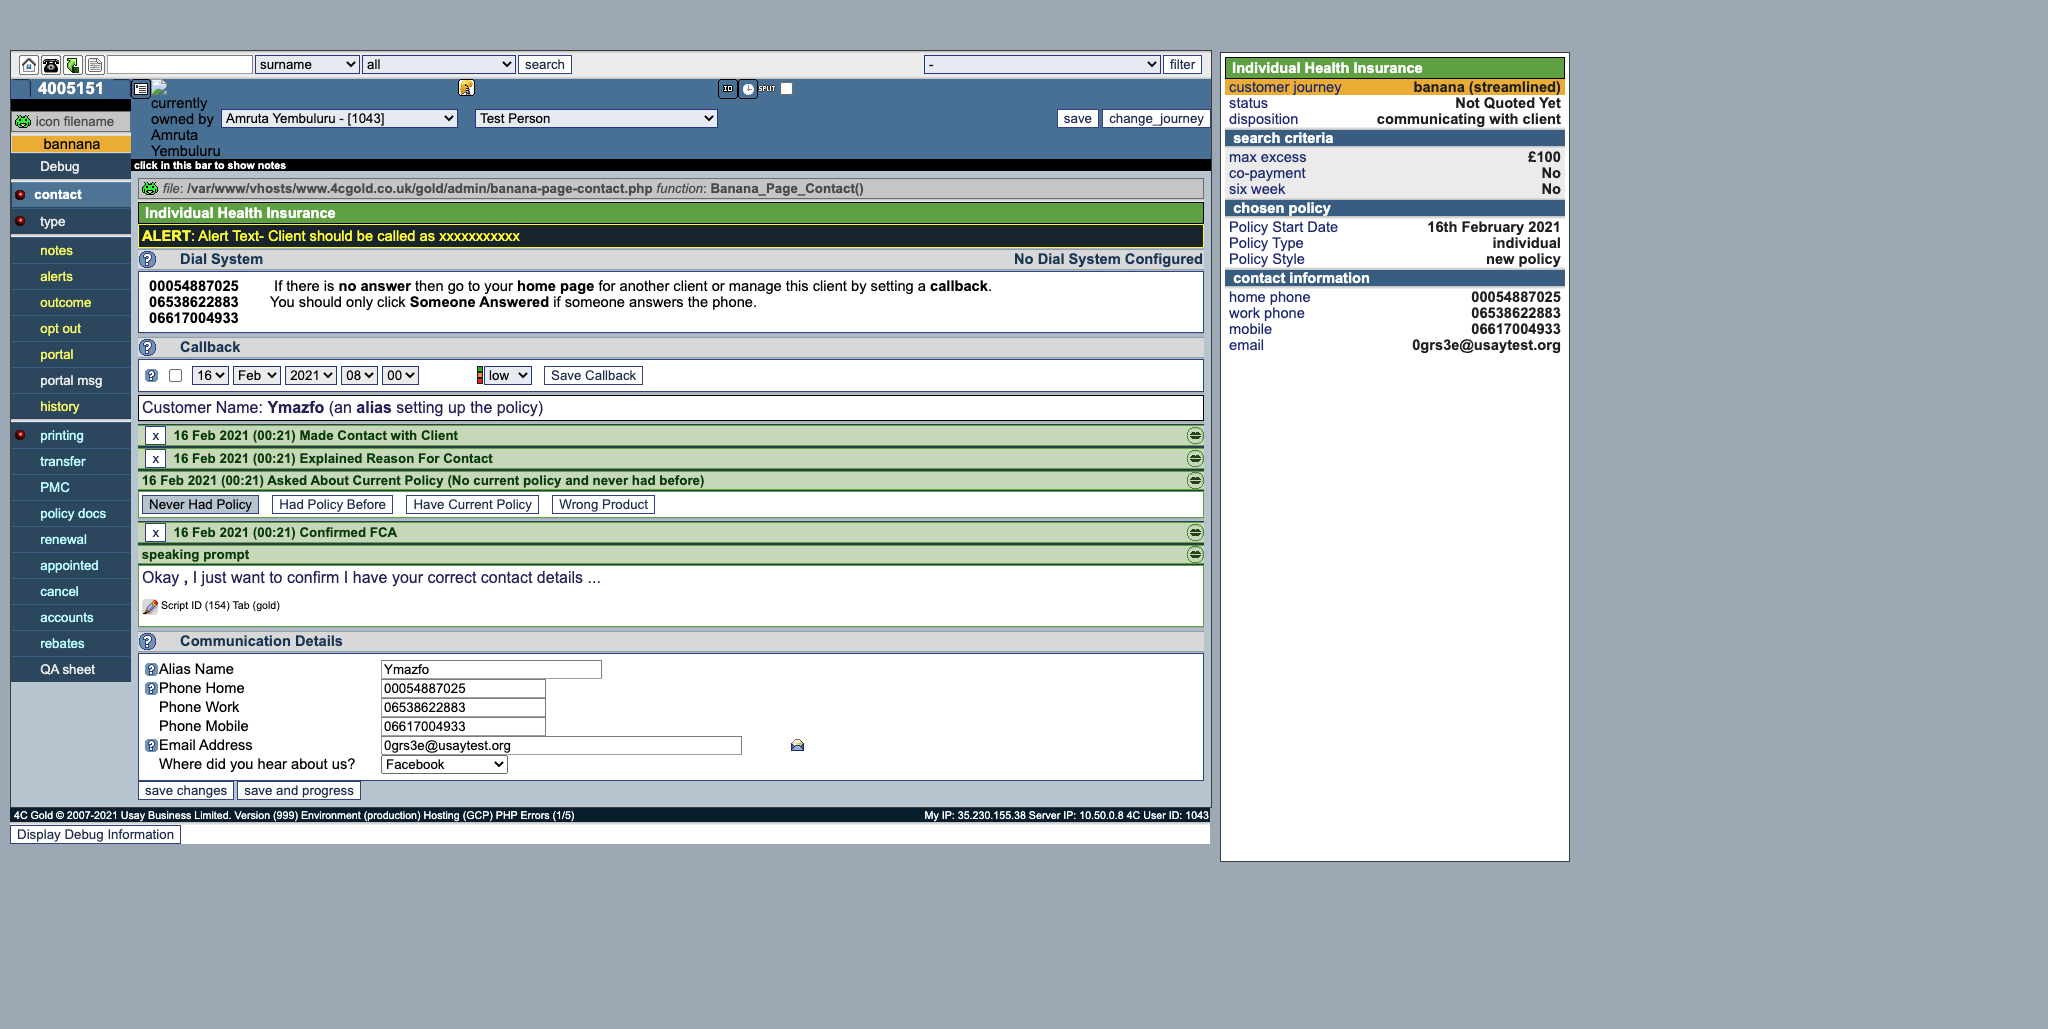 surname all search - filter
4005151
currently owned by Amruta Yembuluru
Amruta Yembuluru - [1043] Test Person save change_journey
ID SPLIT
icon filename
bannana
Debug
contact
type
notes
alerts
outcome
opt out
portal
portal msg
history
printing
transfer
PMC
policy docs
renewal
appointed
cancel
accounts
rebates
QA sheet
click in this bar to show notes
file: /var/www/vhosts/www.4cgold.co.uk/gold/admin/banana-page-contact.php function: Banana_Page_Contact()
Individual Health Insurance
ALERT: Alert Text- Client should be called as xxxxxxxxxxx
Dial System No Dial System Configured
00054887025 If there is no answer then go to your home page for another client or manage this client by setting a callback.
06538622883 You should only click Someone Answered if someone answers the phone.
06617004933
Callback
16 Feb 2021 08 00 low Save Callback
Customer Name: Ymazfo (an alias setting up the policy)
x 16 Feb 2021 (00:21) Made Contact with Client
x 16 Feb 2021 (00:21) Explained Reason For Contact
16 Feb 2021 (00:21) Asked About Current Policy (No current policy and never had before)
Never Had Policy Had Policy Before Have Current Policy Wrong Product
x 16 Feb 2021 (00:21) Confirmed FCA
speaking prompt
Okay , I just want to confirm I have your correct contact details ...
Script ID (154) Tab (gold)
Communication Details
Alias Name Ymazfo
Phone Home 00054887025
Phone Work 06538622883
Phone Mobile 06617004933
Email Address 0grs3e@usaytest.org
Where did you hear about us? Facebook
save changes save and progress
4C Gold © 2007-2021 Usay Business Limited. Version (999) Environment (production) Hosting (GCP) PHP Errors (1/5) My IP: 35.230.155.38 Server IP: 10.50.0.8 4C User ID: 1043
Display Debug Information
Individual Health Insurance
customer journey banana (streamlined)
status Not Quoted Yet
disposition communicating with client
search criteria
max excess £100
co-payment No
six week No
chosen policy
Policy Start Date 16th February 2021
Policy Type individual
Policy Style new policy
contact information
home phone 00054887025
work phone 06538622883
mobile 06617004933
email 0grs3e@usaytest.org